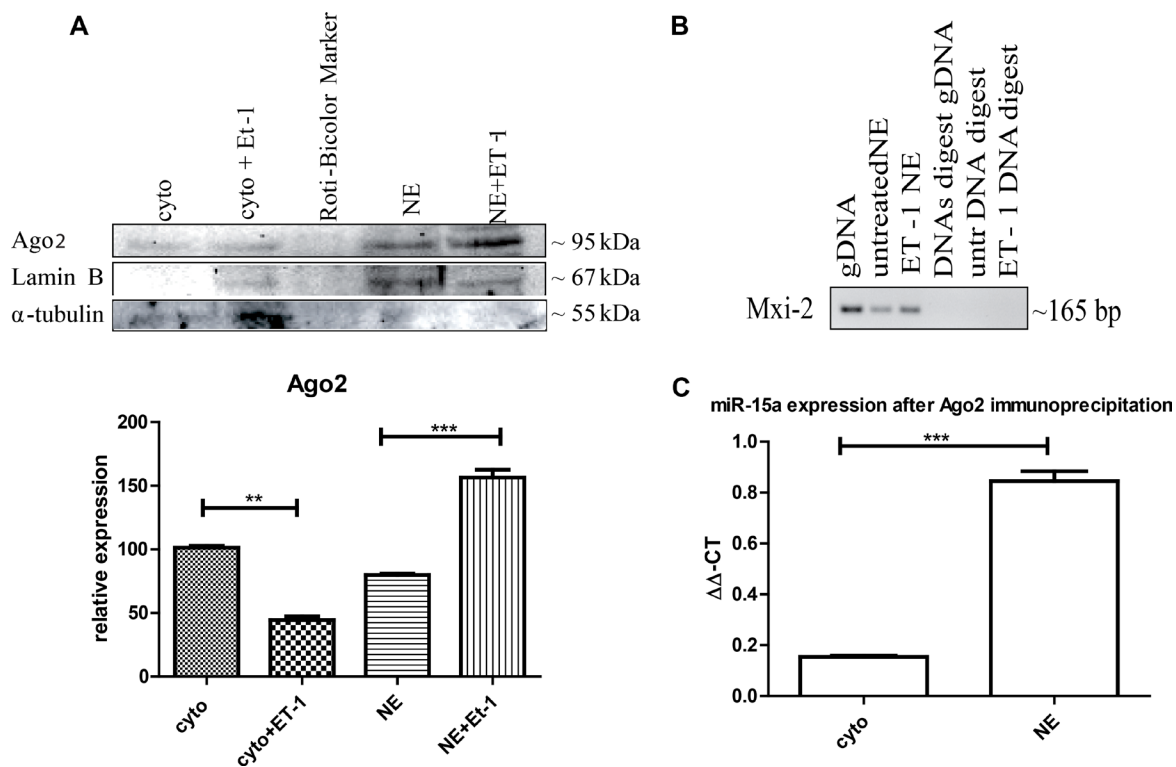 A
cyto
cyto + Et-1
Roti-Bicolor Marker
NE
NE+ET-1
Ago2
~ 95 kDa
Lamin B
~ 67 kDa
α-tubulin
~ 55 kDa
Ago2
relative expression
200
150
100
50
0
**
***
cyto
cyto+ET-1
NE
NE+Et-1
B
gDNA
untreatedNE
ET -1 NE
DNAs digest gDNA
untr DNA digest
ET- 1 DNA digest
Mxi-2
~165 bp
C
miR-15a expression after Ago2 immunoprecipitation
ΔΔ-CT
1.0
0.8
0.6
0.4
0.2
0.0
***
cyto
NE